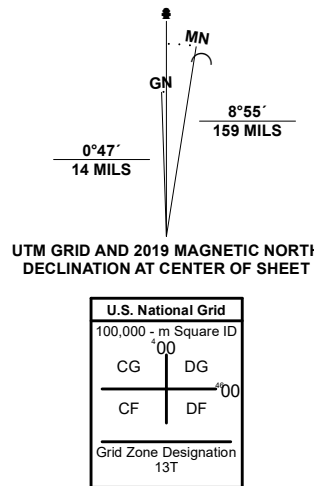 MN
GN
8°55´
159 MILS
0°47´
14 MILS
UTM GRID AND 2019 MAGNETIC NORTH
DECLINATION AT CENTER OF SHEET
U.S. National Grid
100,000 - m Square ID
⁴00
CG DG
⁴⁶00
CF DF
Grid Zone Designation
13T